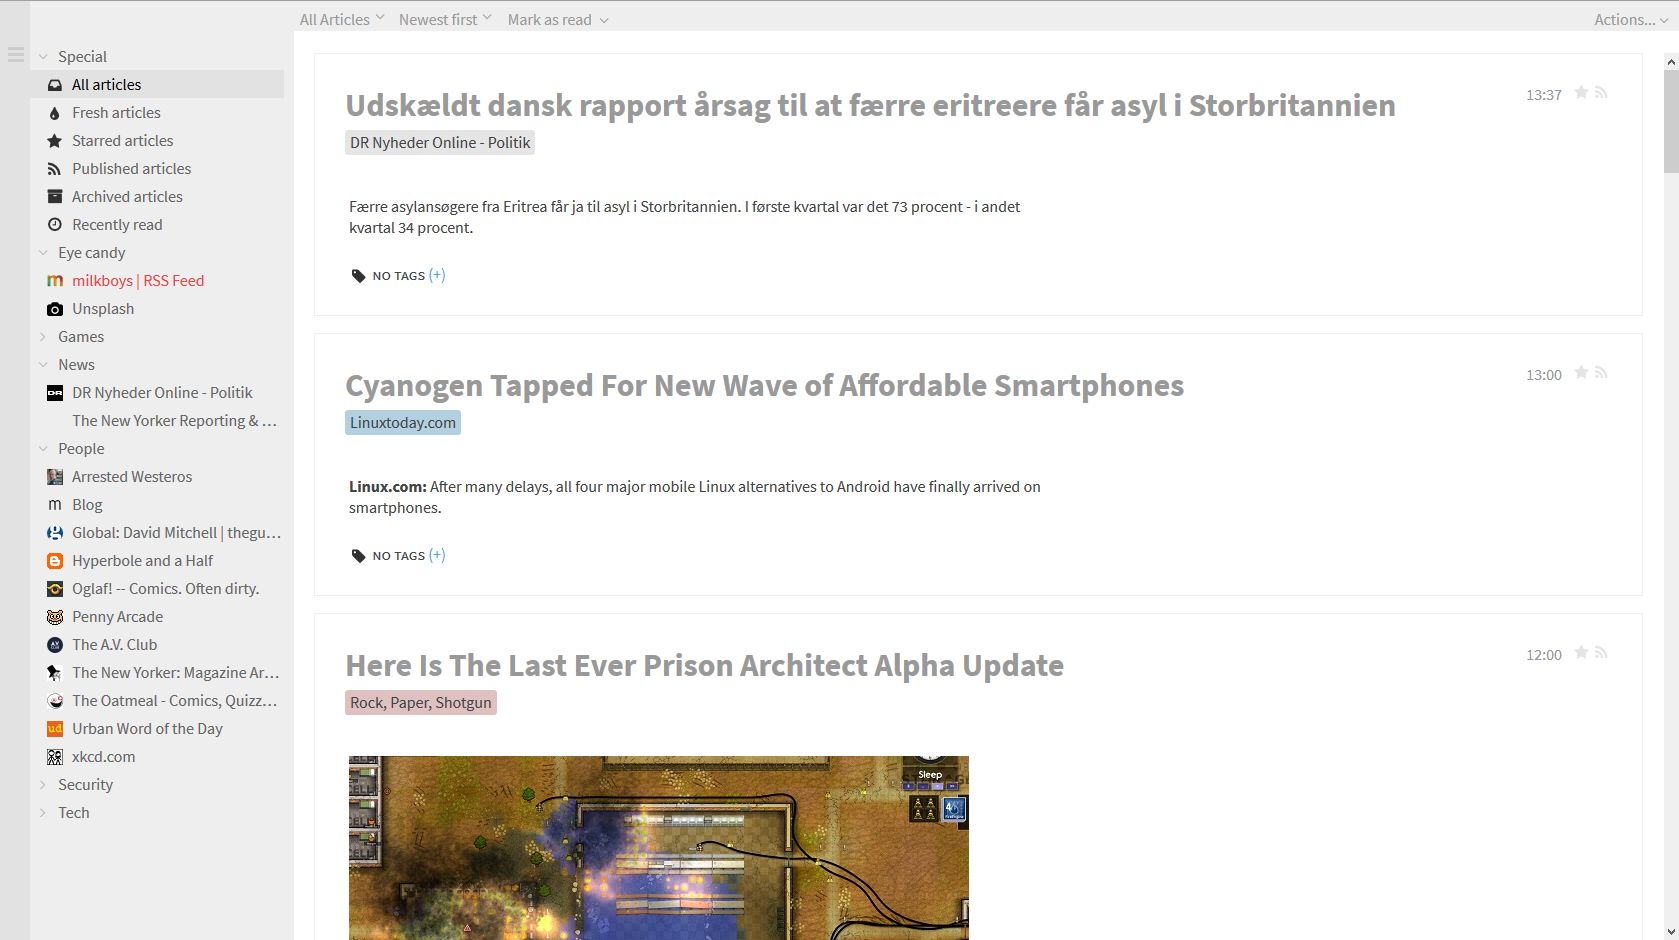 All Articles
Newest first
Mark as read
Actions...
Special
All articles
Fresh articles
Starred articles
Published articles
Archived articles
Recently read
Eye candy
milkboys | RSS Feed
Unsplash
Games
News
DR Nyheder Online - Politik
The New Yorker Reporting & …
People
Arrested Westeros
m Blog
Global: David Mitchell | thegu…
Hyperbole and a Half
Oglaf! -- Comics. Often dirty.
Penny Arcade
The A.V. Club
The New Yorker: Magazine Ar…
The Oatmeal - Comics, Quizz…
ud Urban Word of the Day
xkcd.com
Security
Tech
Udskældt dansk rapport årsag til at færre eritreere får asyl i Storbritannien
13:37
DR Nyheder Online - Politik
Færre asylansøgere fra Eritrea får ja til asyl i Storbritannien. I første kvartal var det 73 procent - i andet
kvartal 34 procent.
NO TAGS (+)
Cyanogen Tapped For New Wave of Affordable Smartphones
13:00
Linuxtoday.com
Linux.com: After many delays, all four major mobile Linux alternatives to Android have finally arrived on
smartphones.
NO TAGS (+)
Here Is The Last Ever Prison Architect Alpha Update
12:00
Rock, Paper, Shotgun
Sleep